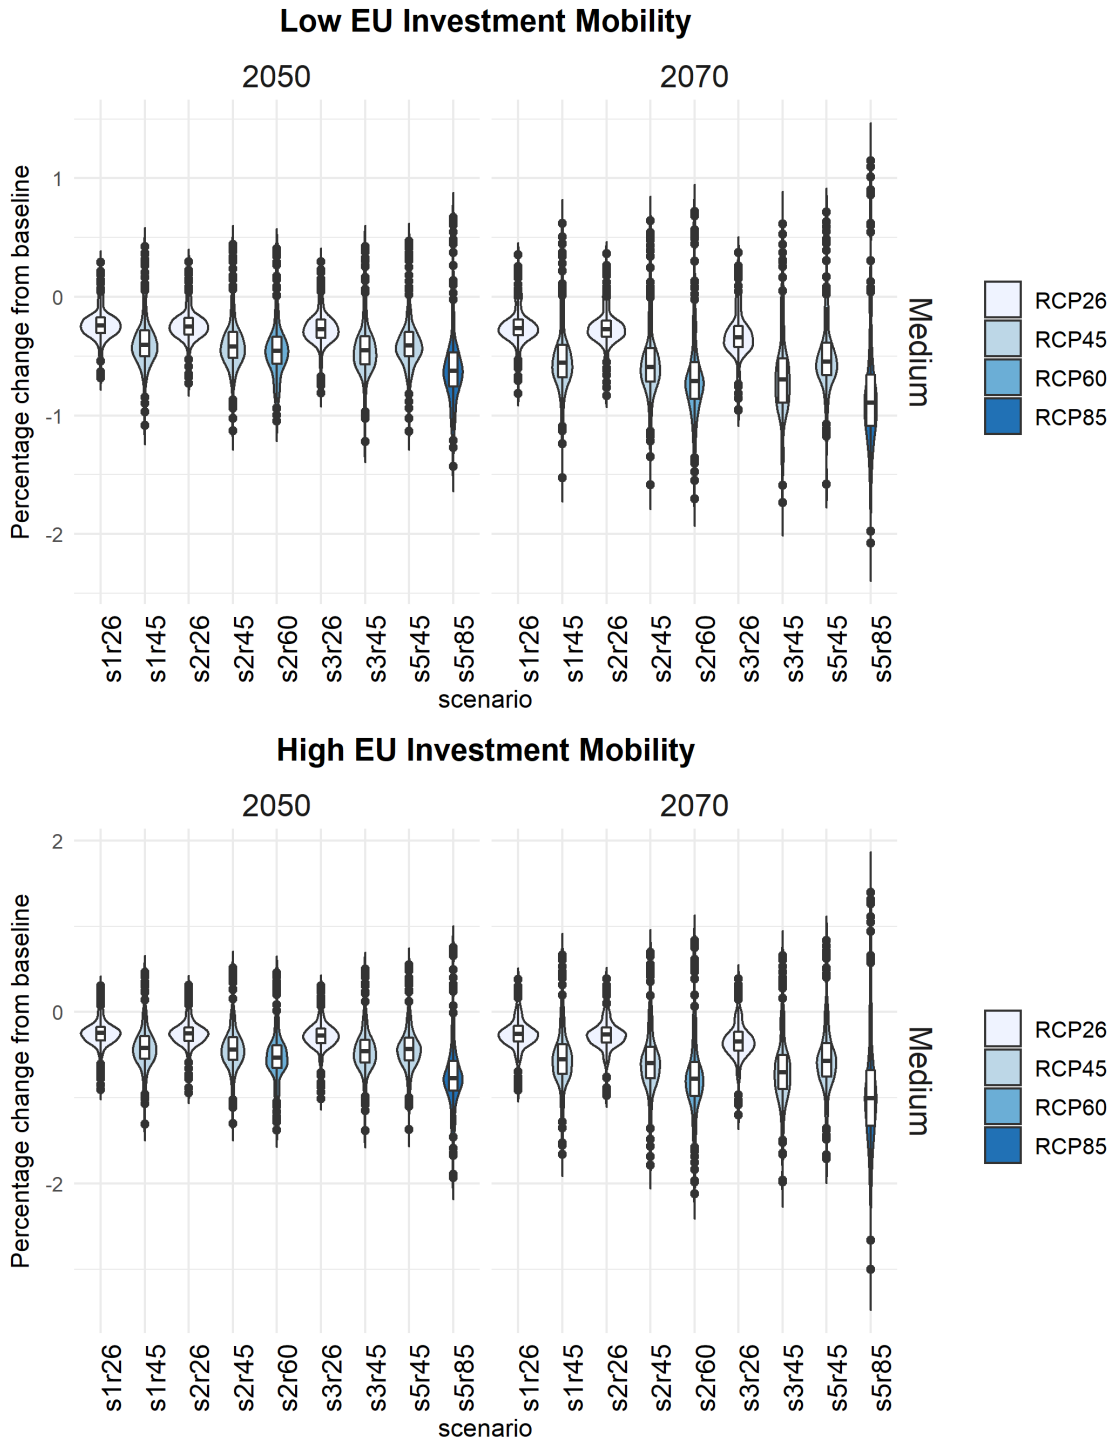 Low EU Investment Mobility
2050 2070
Percentage change from baseline
1
0
-1
-2
s1r26 s1r45 s2r26 s2r45 s2r60 s3r26 s3r45 s5r45 s5r85 s1r26 s1r45 s2r26 s2r45 s2r60 s3r26 s3r45 s5r45 s5r85
scenario
Medium
RCP26
RCP45
RCP60
RCP85
High EU Investment Mobility
2050 2070
Percentage change from baseline
2
0
-2
s1r26 s1r45 s2r26 s2r45 s2r60 s3r26 s3r45 s5r45 s5r85 s1r26 s1r45 s2r26 s2r45 s2r60 s3r26 s3r45 s5r45 s5r85
scenario
Medium
RCP26
RCP45
RCP60
RCP85